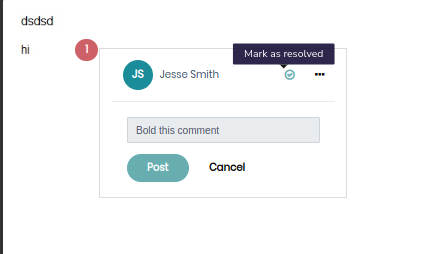 dsdsd
hi
1
Mark as resolved
JS
Jesse Smith
Bold this comment
Post
Cancel